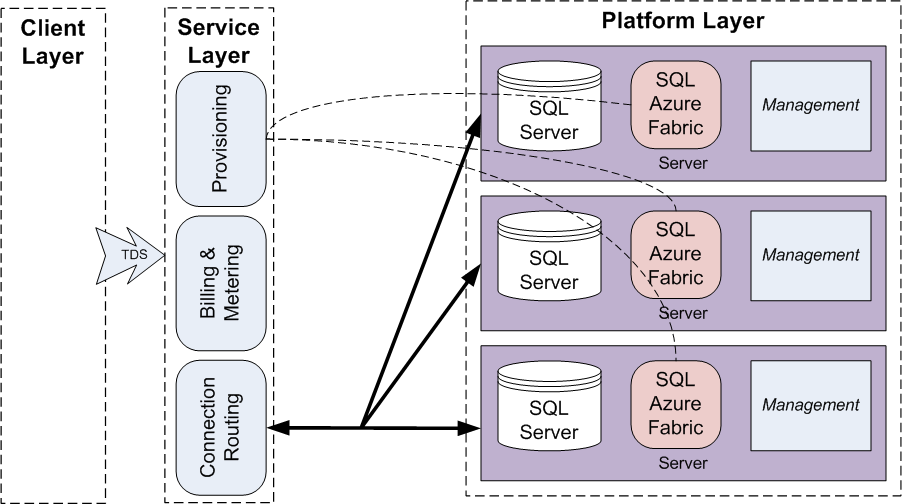 Client
Layer
TDS
Service
Layer
Provisioning
Billing &
Metering
Connection
Routing
Platform Layer
SQL
Server
SQL
Azure
Fabric
Management
Server
SQL
Server
SQL
Azure
Fabric
Management
Server
SQL
Server
SQL
Azure
Fabric
Management
Server